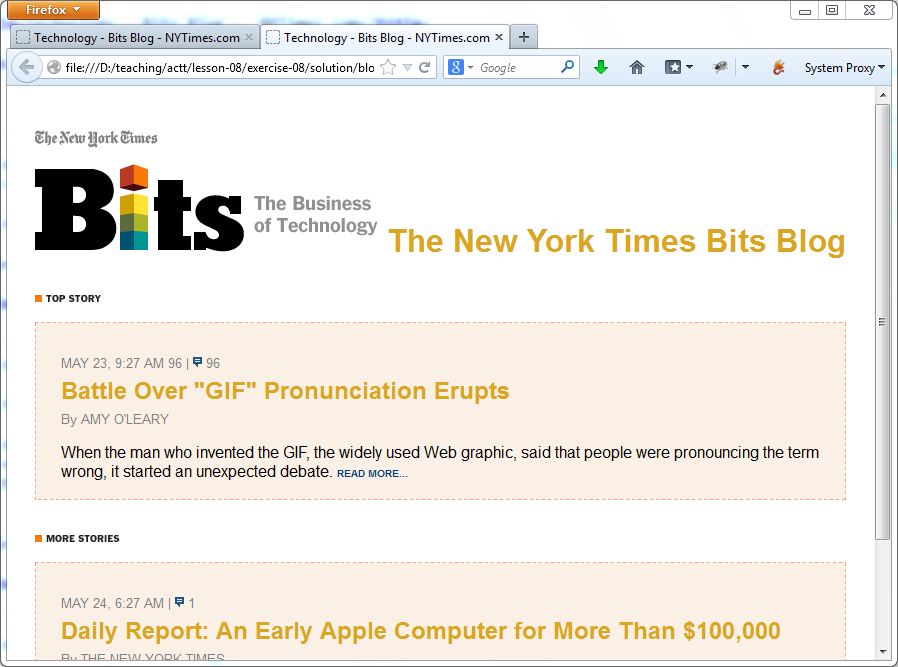 Firefox
Technology - Bits Blog - NYTimes.com
Technology - Bits Blog - NYTimes.com
file:///D:/teaching/actt/lesson-08/exercise-08/solution/blo
Google
System Proxy
The New York Times
Bits
The Business
of Technology
The New York Times Bits Blog
TOP STORY
MAY 23, 9:27 AM 96 | 96
Battle Over "GIF" Pronunciation Erupts
By AMY O'LEARY
When the man who invented the GIF, the widely used Web graphic, said that people were pronouncing the term
wrong, it started an unexpected debate. READ MORE...
MORE STORIES
MAY 24, 6:27 AM | 1
Daily Report: An Early Apple Computer for More Than $100,000
By THE NEW YORK TIMES